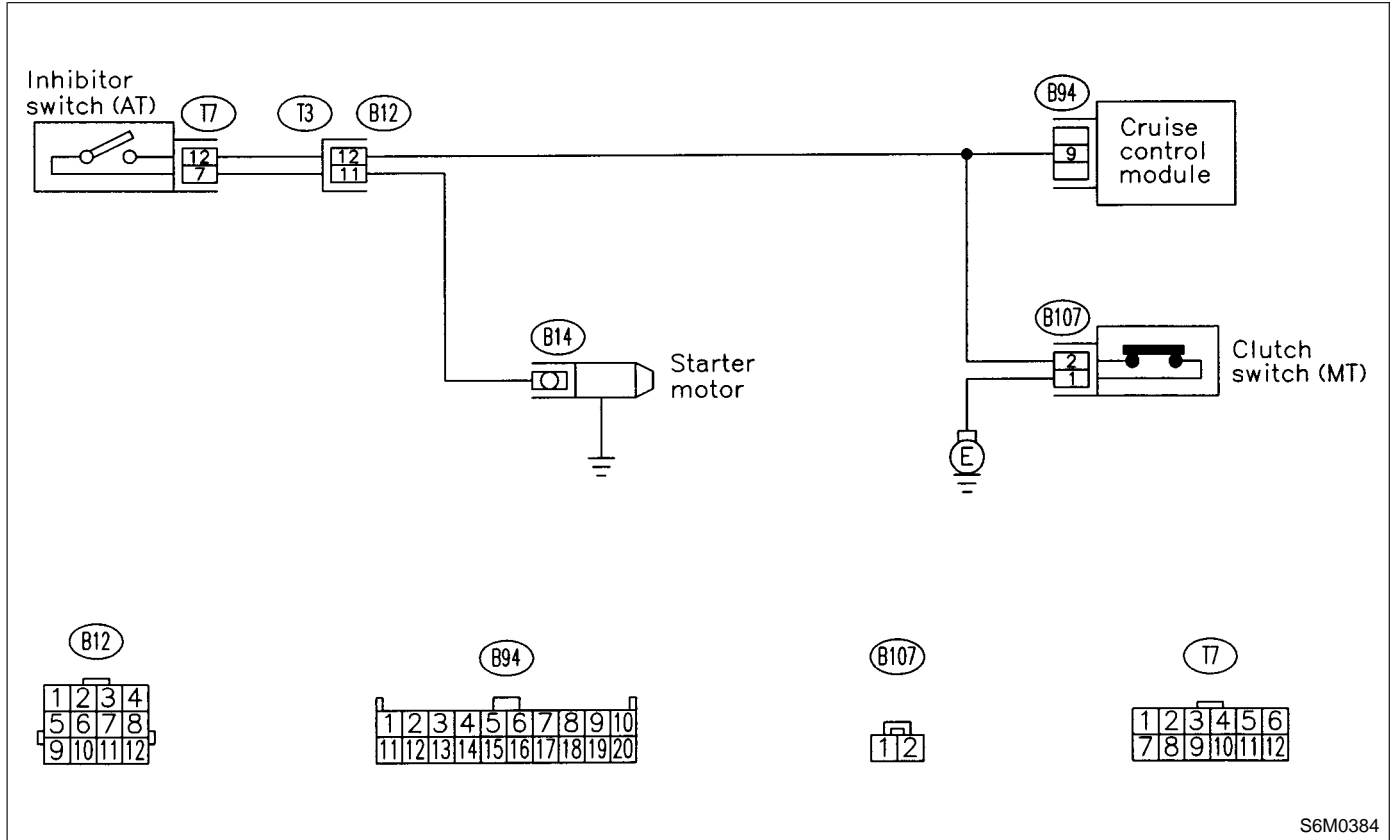 Inhibitor
switch (AT)
T7
T3
B12
12
7
12
11
B94
9
Cruise
control
module
B14
Starter
motor
B107
2
1
Clutch
switch (MT)
E
B12
1 2 3 4
5 6 7 8
9 10 11 12
B94
1 2 3 4 5 6 7 8 9 10
11 12 13 14 15 16 17 18 19 20
B107
1 2
T7
1 2 3 4 5 6
7 8 9 10 11 12
S6M0384